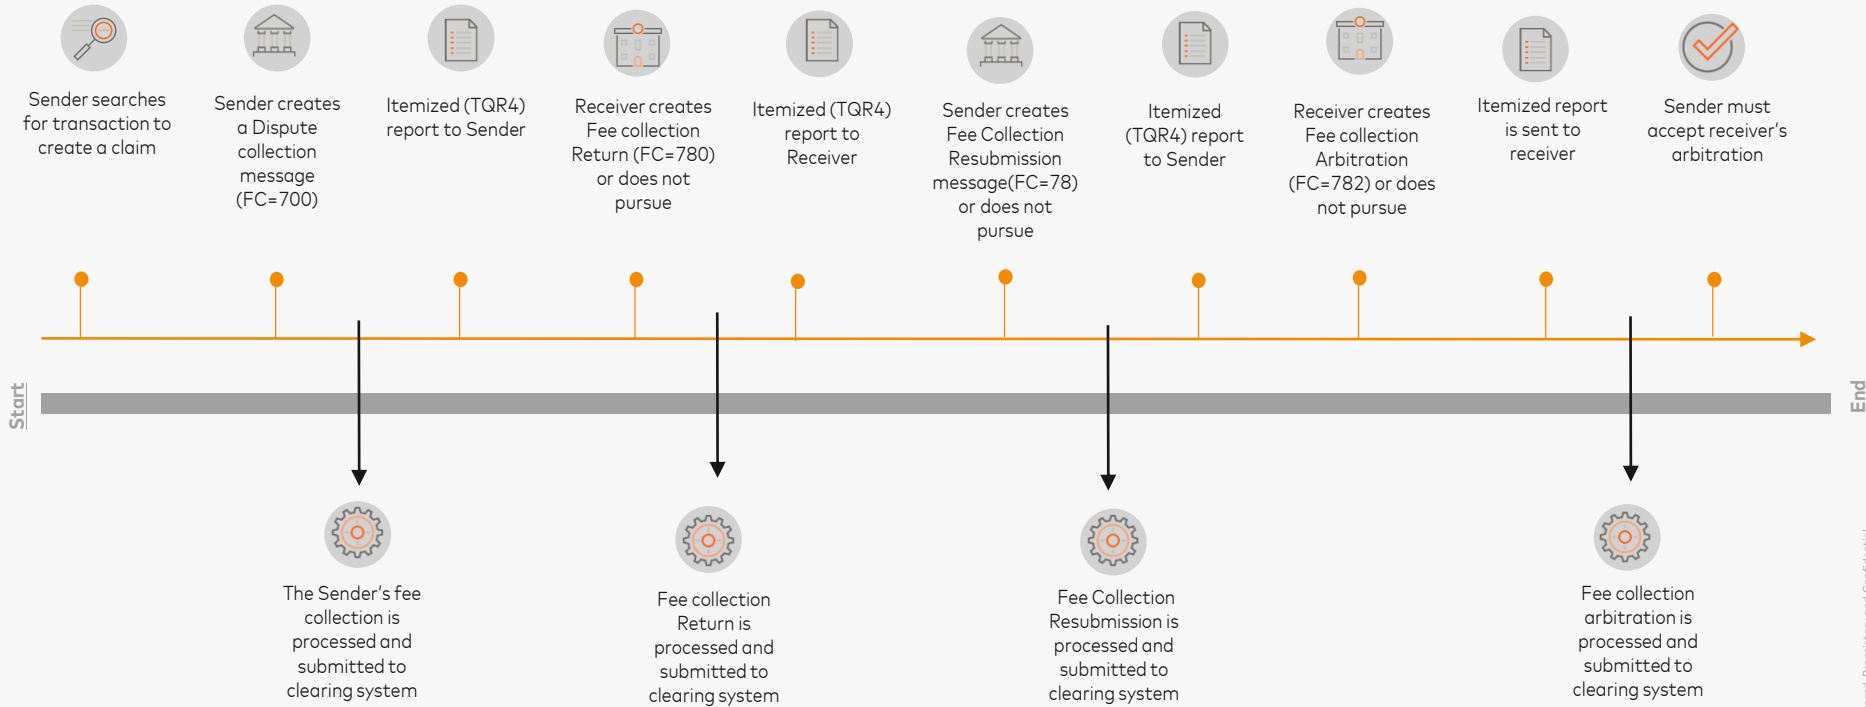 Sender searches
for transaction to
create a claim
Sender creates
a Dispute
collection
message
(FC=700)
Itemized (TQR4)
report to Sender
Receiver creates
Fee collection
Return (FC=780)
or does not
pursue
Itemized (TQR4)
report to
Receiver
Sender creates
Fee Collection
Resubmission
message(FC=78)
or does not
pursue
Itemized
(TQR4) report
to Sender
Receiver creates
Fee collection
Arbitration
(FC=782) or does
not pursue
Itemized report
is sent to
receiver
Sender must
accept receiver's
arbitration
Start
End
The Sender's fee
collection is
processed and
submitted to
clearing system
Fee collection
Return is
processed and
submitted to
clearing system
Fee Collection
Resubmission is
processed and
submitted to
clearing system
Fee collection
arbitration is
processed and
submitted to
clearing system